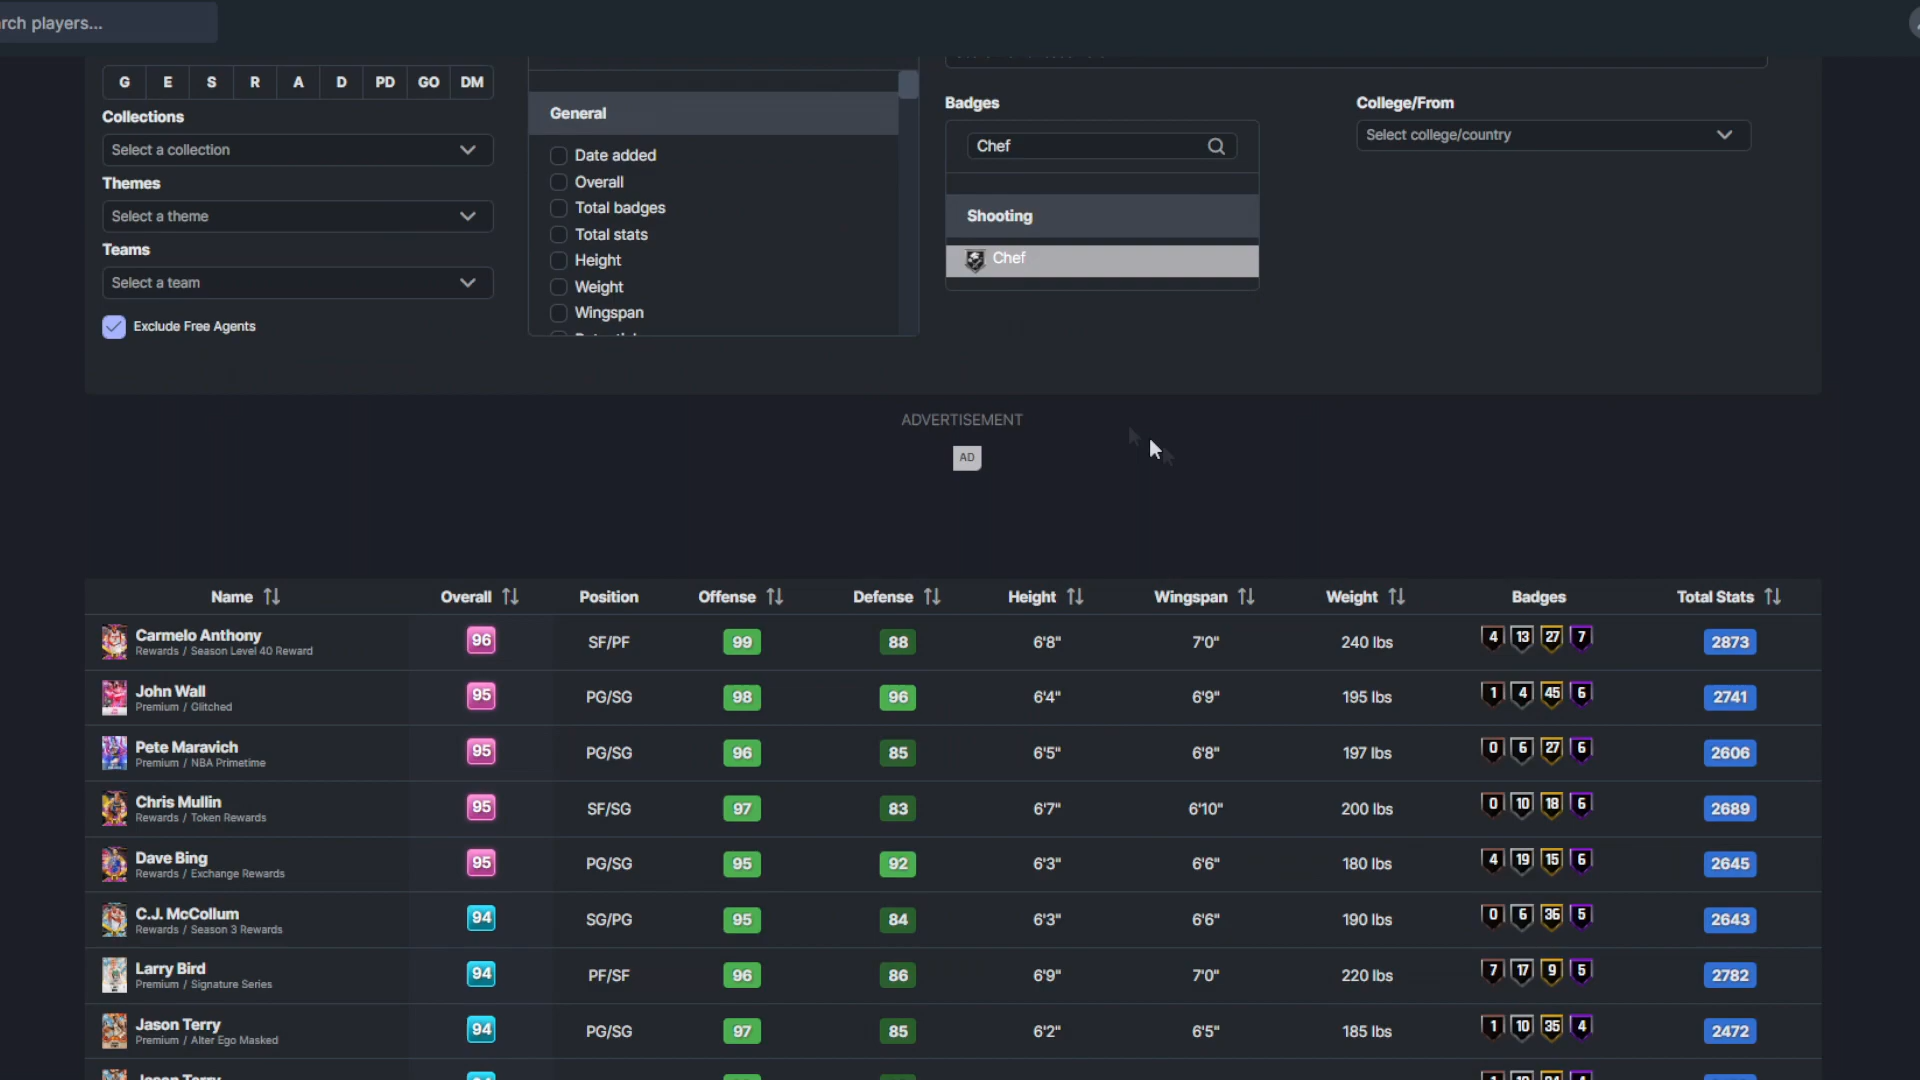 rch players...
G E S R A D PD GO DM
Collections
Select a collection
Themes
Select a theme
Teams
Select a team
Exclude Free Agents
General
Date added
Overall
Total badges
Total stats
Height
Weight
Wingspan
Badges
Chef
Shooting
Chef
College/From
Select college/country
ADVERTISEMENT
AD
Name Overall Position Offense Defense Height Wingspan Weight Badges Total Stats
Carmelo Anthony 96 SF/PF 99 88 6'8" 7'0" 240 lbs 4 13 27 7 2873
Rewards / Season Level 40 Reward
John Wall 95 PG/SG 98 96 6'4" 6'9" 195 lbs 1 4 45 6 2741
Premium / Glitched
Pete Maravich 95 PG/SG 96 85 6'5" 6'8" 197 lbs 0 6 27 6 2606
Premium / NBA Primetime
Chris Mullin 95 SF/SG 97 83 6'7" 6'10" 200 lbs 0 10 18 6 2689
Rewards / Token Rewards
Dave Bing 95 PG/SG 95 92 6'3" 6'6" 180 lbs 4 19 15 6 2645
Rewards / Exchange Rewards
C.J. McCollum 94 SG/PG 95 84 6'3" 6'6" 190 lbs 0 6 36 5 2643
Rewards / Season 3 Rewards
Larry Bird 94 PF/SF 96 86 6'9" 7'0" 220 lbs 7 17 9 5 2782
Premium / Signature Series
Jason Terry 94 PG/SG 97 85 6'2" 6'5" 185 lbs 1 10 35 4 2472
Premium / Alter Ego Masked
Jason Terry